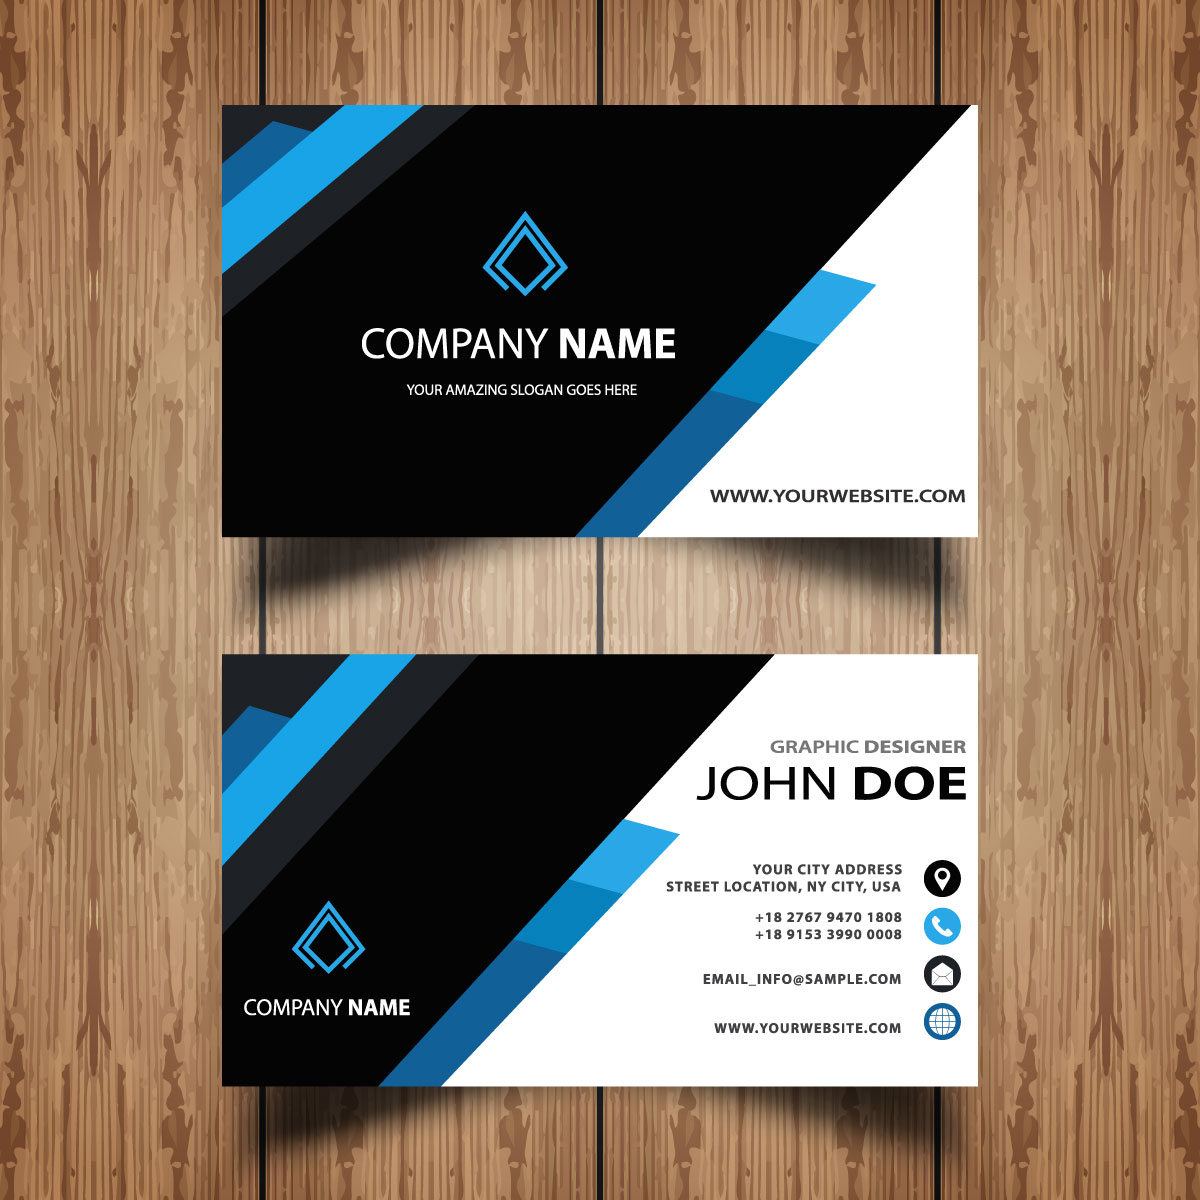 COMPANY NAME
YOUR AMAZING SLOGAN GOES HERE
WWW.YOURWEBSITE.COM
GRAPHIC DESIGNER
JOHN DOE
YOUR CITY ADDRESS
STREET LOCATION, NY CITY, USA
+18 2767 9470 1808
+18 9153 3990 0008
EMAIL_INFO@SAMPLE.COM
WWW.YOURWEBSITE.COM
COMPANY NAME